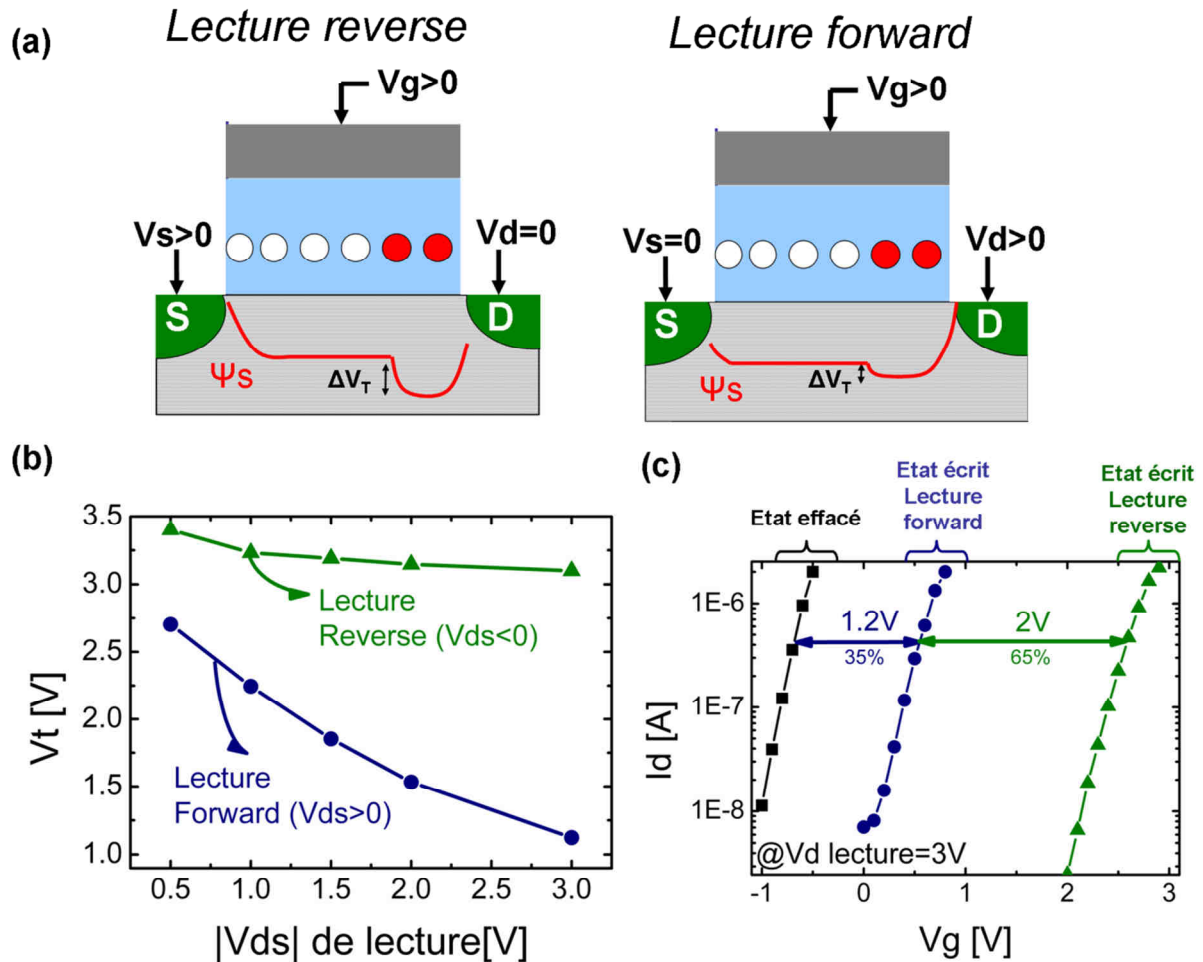 (a)
Lecture reverse
Vg>0
Vs>0
Vd=0
S
D
Ψs
ΔVT
Lecture forward
Vg>0
Vs=0
Vd>0
S
D
Ψs
ΔVT
(b)
3.5
3.0
2.5
2.0
1.5
1.0
Vt [V]
Lecture
Reverse (Vds<0)
Lecture
Forward (Vds>0)
0.5 1.0 1.5 2.0 2.5 3.0
|Vds| de lecture[V]
(c)
Etat effacé
Etat écrit
Lecture
forward
Etat écrit
Lecture
reverse
1E-6
1E-7
1E-8
Id [A]
1.2V
35%
2V
65%
@Vd lecture=3V
-1 0 1 2 3
Vg [V]